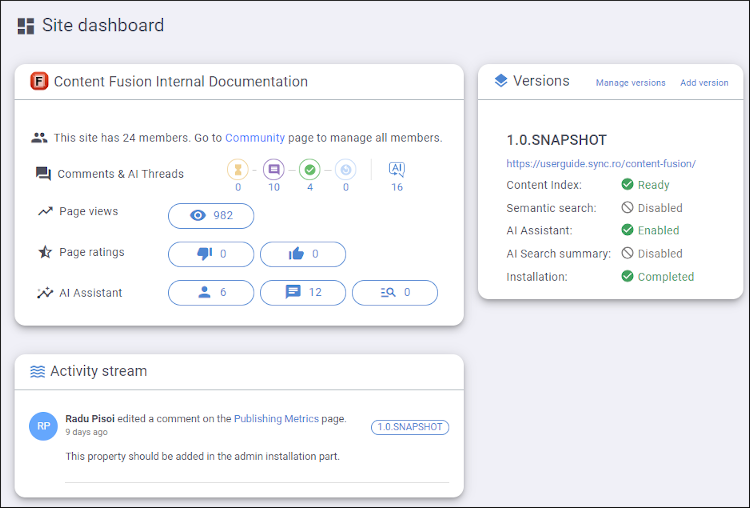 Site dashboard
F Content Fusion Internal Documentation
This site has 24 members. Go to Community page to manage all members.
Comments & AI Threads
AI
0 10 4 0 16
Page views 982
Page ratings 0 0
AI Assistant 6 12 0
Versions Manage versions Add version
1.0.SNAPSHOT
https://userguide.sync.ro/content-fusion/
Content Index: Ready
Semantic search: Disabled
AI Assistant: Enabled
AI Search summary: Disabled
Installation: Completed
Activity stream
RP
Radu Pisoi edited a comment on the Publishing Metrics page.
9 days ago
1.0.SNAPSHOT
This property should be added in the admin installation part.